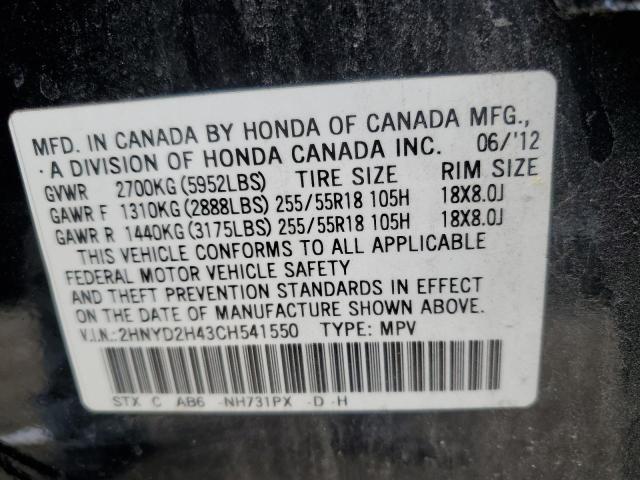 MFD. IN CANADA BY HONDA OF CANADA MFG.,
·A DIVISION OF HONDA CANADA INC. 06/'12
GVWR 2700KG(5952LBS) TIRE SIZE RIM SIZE
GAWR F 1310KG(2888LBS) 255/55R18 105H 18X8.0J
GAWR R 1440KG(3175LBS) 255/55R18 105H 18X8.0J
THIS VEHICLE CONFORMS TO ALL APPLICABLE
FEDERAL MOTOR VEHICLE SAFETY
AND THEFT PREVENTION STANDARDS IN EFFECT
ON THE DATE OF MANUFACTURE SHOWN ABOVE.
V.I.N.:2HNYD2H43CH541550 TYPE: MPV
STX C AB6 -NH731PX -D -H